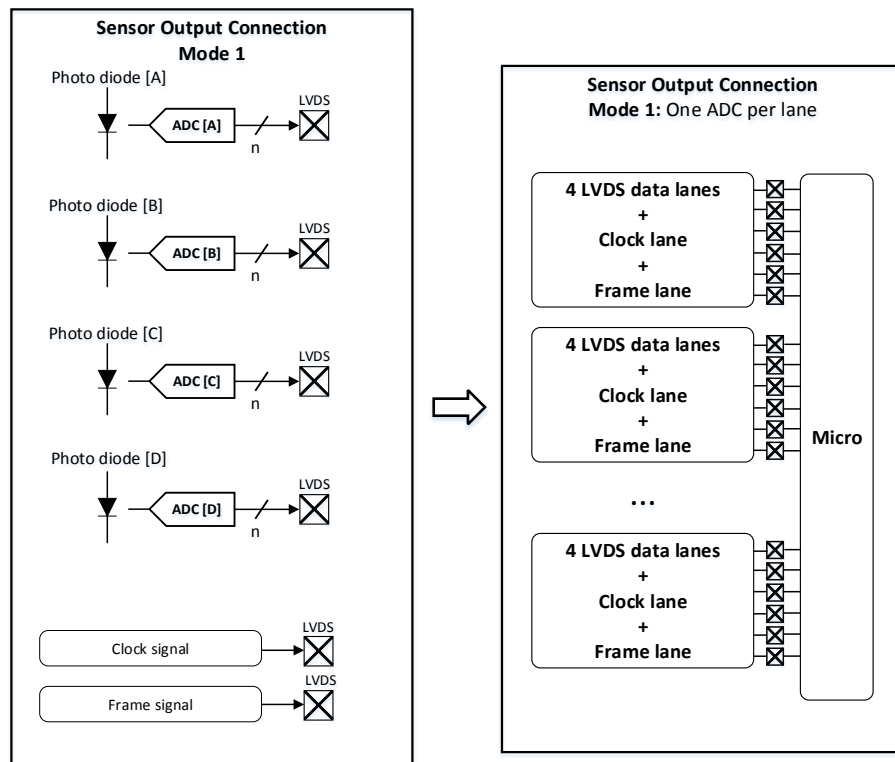 Sensor Output Connection
Mode 1
Photo diode [A]
ADC [A]
n
LVDS
Photo diode [B]
ADC [B]
n
LVDS
Photo diode [C]
ADC [C]
n
LVDS
Photo diode [D]
ADC [D]
n
LVDS
Clock signal
LVDS
Frame signal
LVDS
Sensor Output Connection
Mode 1: One ADC per lane
4 LVDS data lanes
+
Clock lane
+
Frame lane
4 LVDS data lanes
+
Clock lane
+
Frame lane
...
4 LVDS data lanes
+
Clock lane
+
Frame lane
Micro